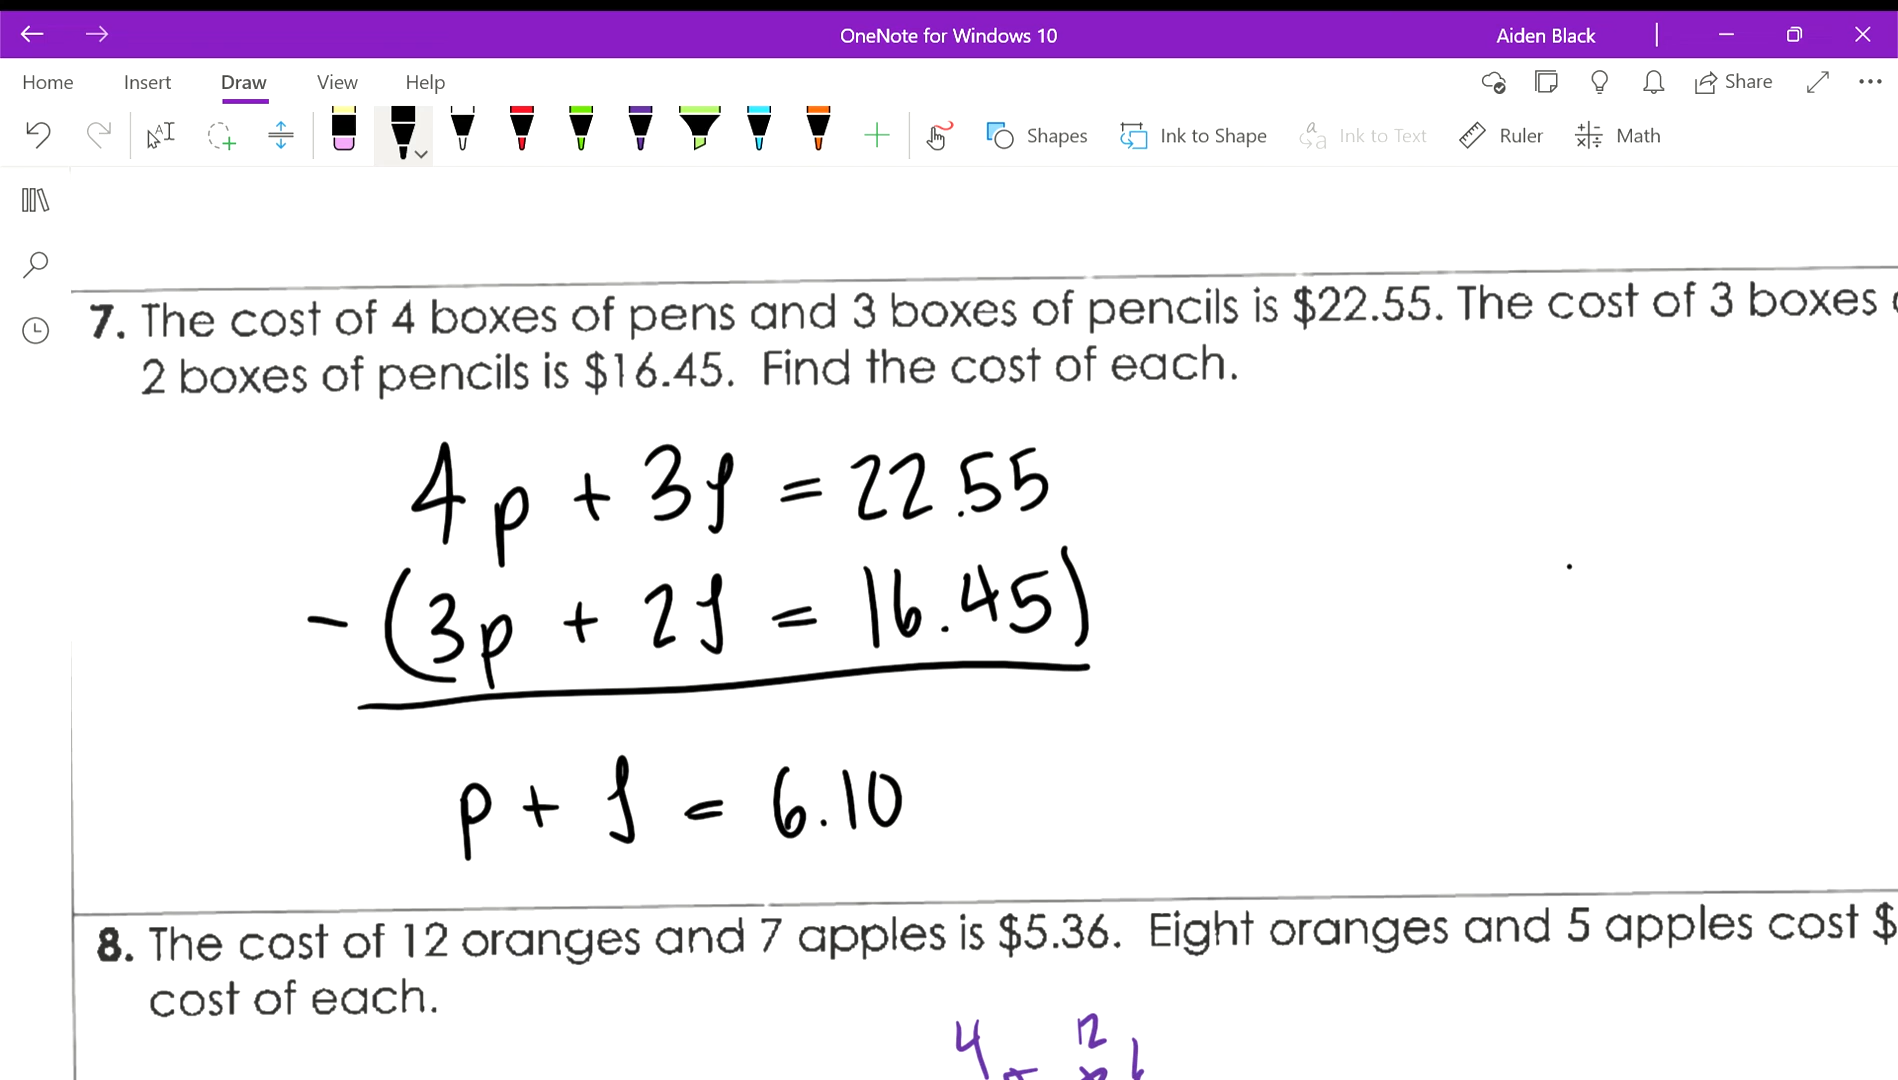 OneNote for Windows 10
Aiden Black
Home Insert Draw View Help Share
Shapes Ink to Shape Ink to Text Ruler Math
7. The cost of 4 boxes of pens and 3 boxes of pencils is $22.55. The cost of 3 boxes
2 boxes of pencils is $16.45. Find the cost of each.
4p + 3ʃ = 22.55
- (3p + 2ʃ = 16.45)
p + ʃ = 6.10
8. The cost of 12 oranges and 7 apples is $5.36. Eight oranges and 5 apples cost $
cost of each.
4 12